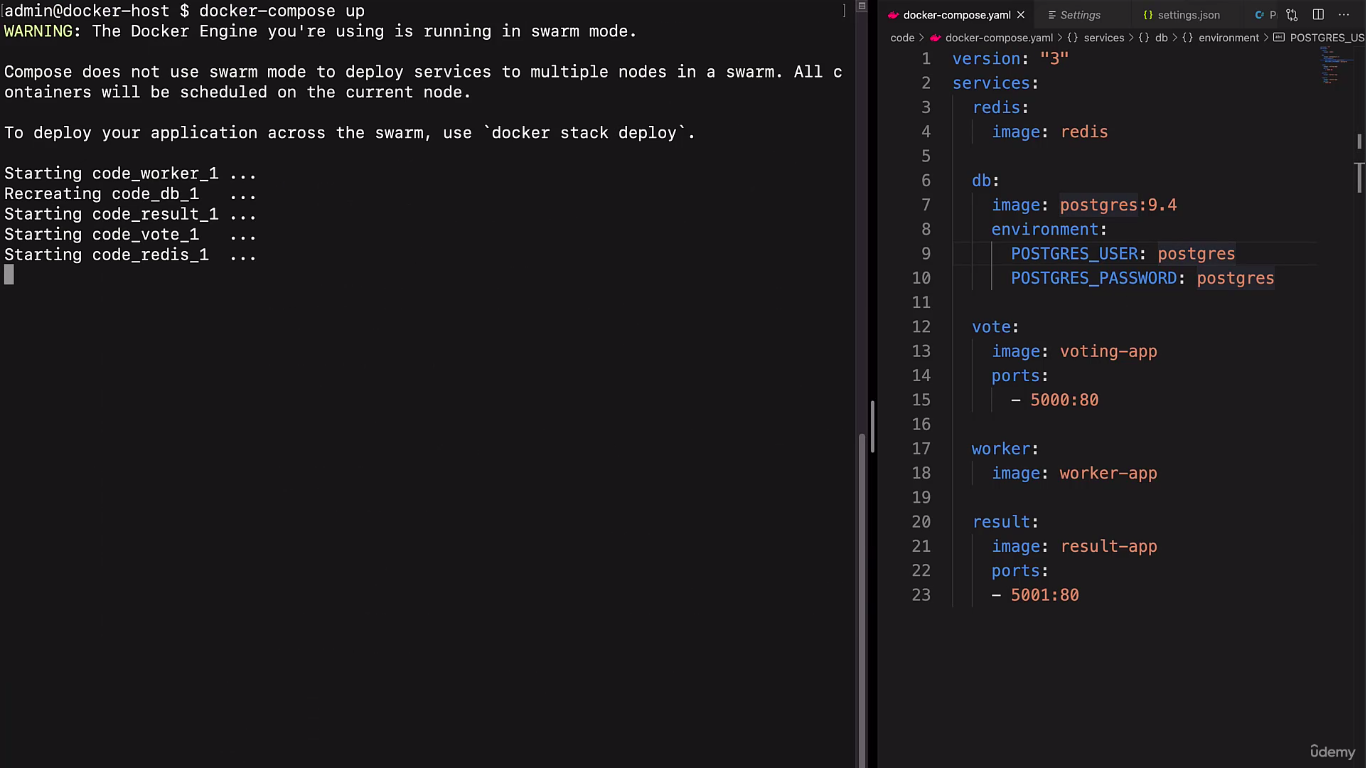 [admin@docker-host $ docker-compose up ]
WARNING: The Docker Engine you're using is running in swarm mode.
Compose does not use swarm mode to deploy services to multiple nodes in a swarm. All c
ontainers will be scheduled on the current node.
To deploy your application across the swarm, use `docker stack deploy`.
Starting code_worker_1 ...
Recreating code_db_1   ...
Starting code_result_1 ...
Starting code_vote_1   ...
Starting code_redis_1  ...
docker-compose.yaml × Settings settings.json P ...
code > docker-compose.yaml > {} services > {} db > {} environment > POSTGRES_US
1 version: "3"
2 services:
3   redis:
4     image: redis
5
6   db:
7     image: postgres:9.4
8     environment:
9       POSTGRES_USER: postgres
10       POSTGRES_PASSWORD: postgres
11
12   vote:
13     image: voting-app
14     ports:
15       - 5000:80
16
17   worker:
18     image: worker-app
19
20   result:
21     image: result-app
22     ports:
23     - 5001:80
ûdemy